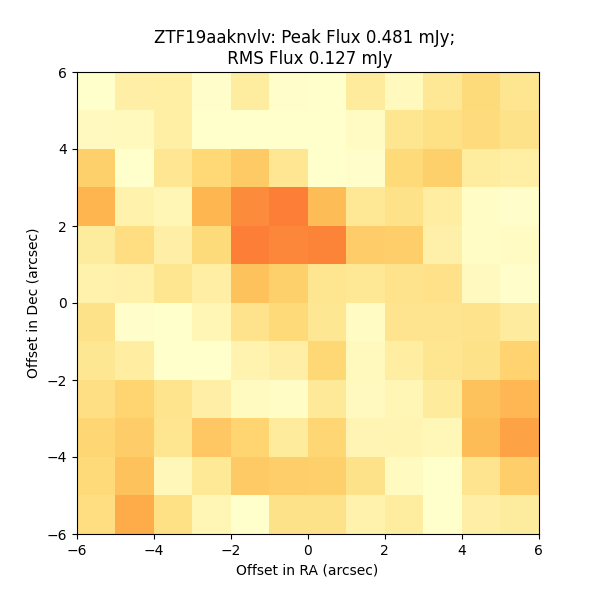 ZTF19aaknvlv: Peak Flux 0.481 mJy;
RMS Flux 0.127 mJy
6
4
2
0
−2
−4
−6
Offset in Dec (arcsec)
−6 −4 −2 0 2 4 6
Offset in RA (arcsec)